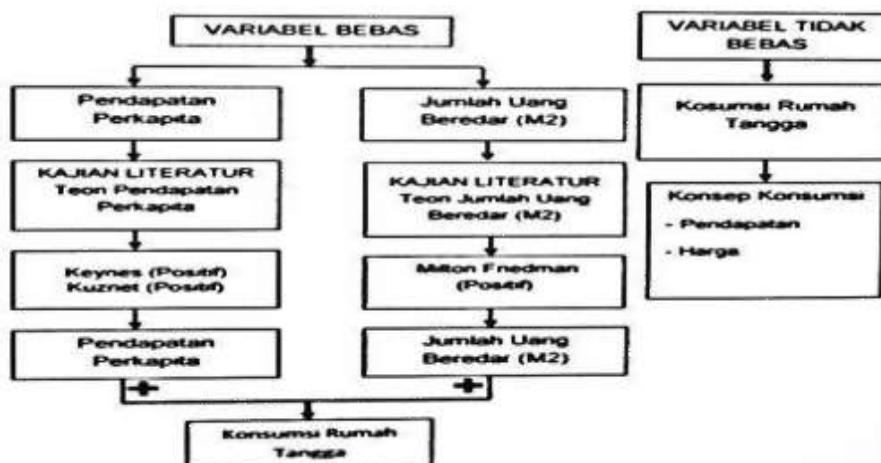 VARIABEL BEBAS
Pendapatan
Perkapita
KAJIAN LITERATUR
Teori Pendapatan
Perkapita
Keynes (Positif)
Kuznet (Positif)
Pendapatan
Perkapita
Jumlah Uang
Beredar (M2)
KAJIAN LITERATUR
Teori Jumlah Uang
Beredar (M2)
Milton Friedman
(Positif)
Jumlah Uang
Beredar (M2)
+
+
Konsumsi Rumah
Tangga
VARIABEL TIDAK
BEBAS
Kosumsi Rumah
Tangga
Konsep Konsumsi
- Pendapatan
- Harga